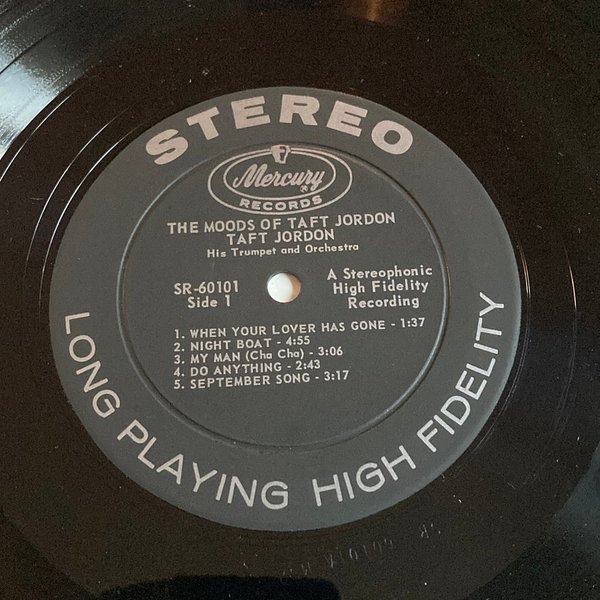 STEREO
Mercury
®
RECORDS
THE MOODS OF TAFT JORDON
TAFT JORDON
His Trumpet and Orchestra
SR-60101
Side 1
A Stereophonic
High Fidelity
Recording
1. WHEN YOUR LOVER HAS GONE - 1:37
2. NIGHT BOAT - 4:55
3. MY MAN (Cha Cha) - 3:06
4. DO ANYTHING - 2:43
5. SEPTEMBER SONG - 3:17
LONG PLAYING HIGH FIDELITY